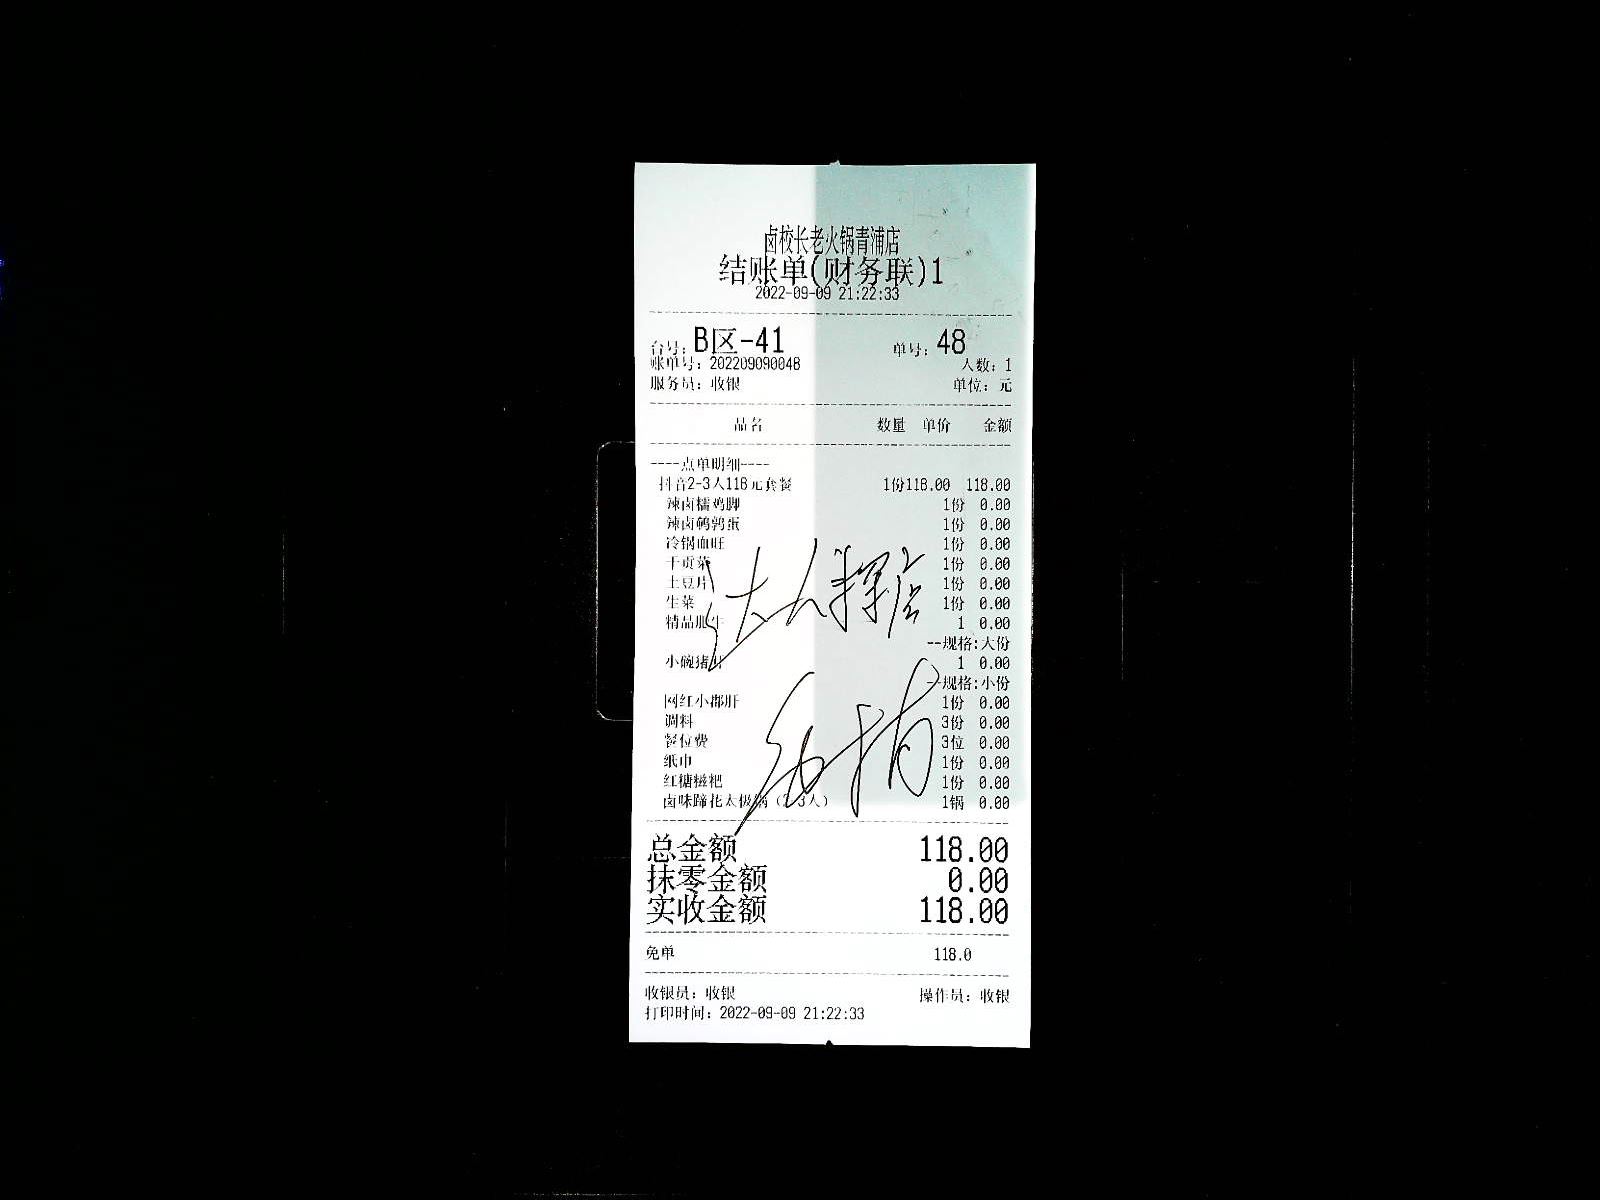 卤校长老火锅青浦店
结账单(财务联)1
2022-09-09 21:22:33
台号: B区-41 单号: 48
账单号: 202209090048 人数: 1
服务员: 收银 单位: 元
品名 数量 单价 金额
----点单明细----
抖音2-3人118元套餐 1份118.00 118.00
辣卤糯鸡脚 1份 0.00
辣卤鹌鹑蛋 1份 0.00
冷锅血旺 1份 0.00
干贡菜 1份 0.00
土豆片 1份 0.00
生菜 1份 0.00
精品肥牛 1 0.00
--规格:大份
小碗猪 1 0.00
--规格:小份
网红小郡肝 1份 0.00
调料 3份 0.00
餐位费 3位 0.00
纸巾 1份 0.00
红糖糍粑 1份 0.00
卤味蹄花太极锅（2-3人） 1锅 0.00
达人探店
总金额 118.00
抹零金额 0.00
实收金额 118.00
免单 118.0
收银员: 收银 操作员: 收银
打印时间: 2022-09-09 21:22:33